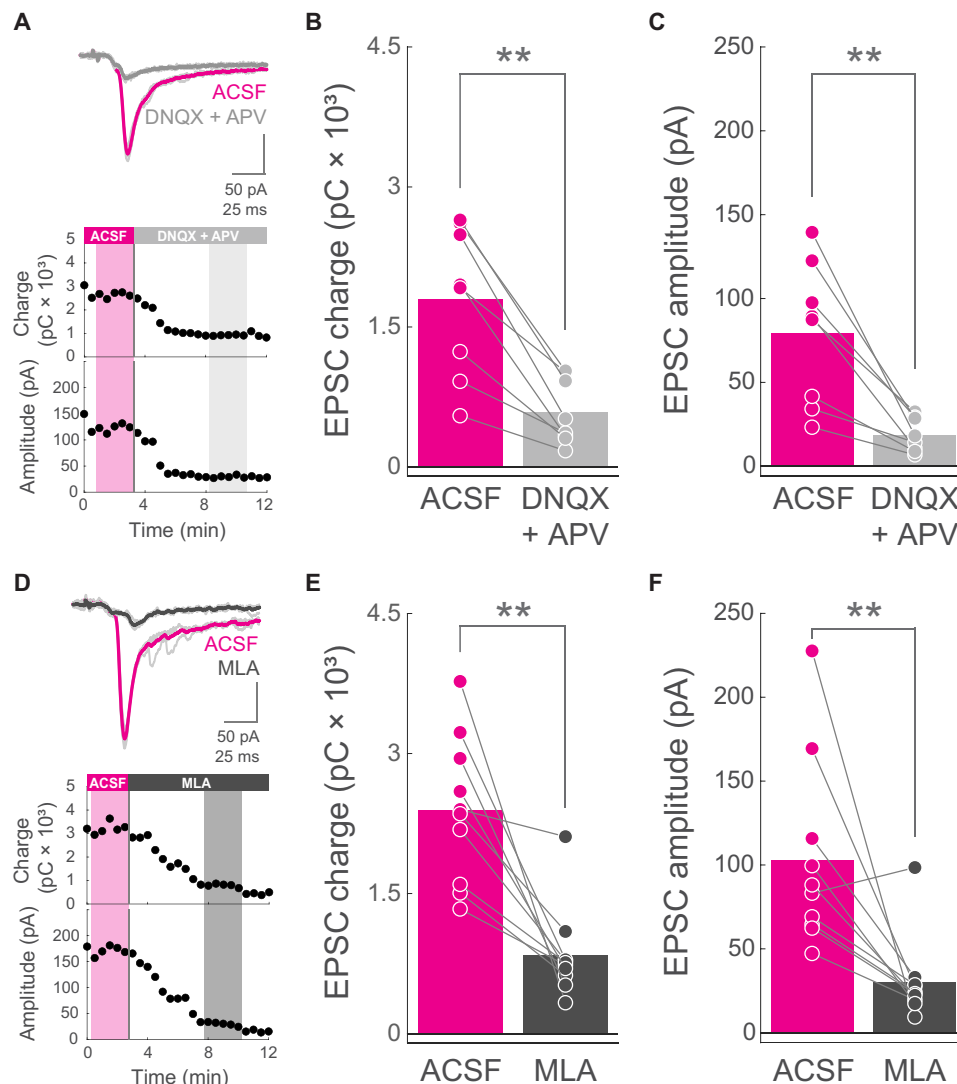 A
ACSF
DNQX + APV
50 pA
25 ms
ACSF
DNQX + APV
5
4
3
2
1
0
Charge
(pC × 10³)
200
150
100
50
0
Amplitude (pA)
0
4
8
12
Time (min)
B
**
4.5
3
1.5
0
EPSC charge (pC × 10³)
ACSF
DNQX
+ APV
C
**
250
200
150
100
50
0
EPSC amplitude (pA)
ACSF
DNQX
+ APV
D
ACSF
MLA
50 pA
25 ms
ACSF
MLA
5
4
3
2
1
0
Charge
(pC × 10³)
200
150
100
50
0
Amplitude (pA)
0
4
8
12
Time (min)
E
**
4.5
3
1.5
0
EPSC charge (pC × 10³)
ACSF
MLA
F
**
250
200
150
100
50
0
EPSC amplitude (pA)
ACSF
MLA